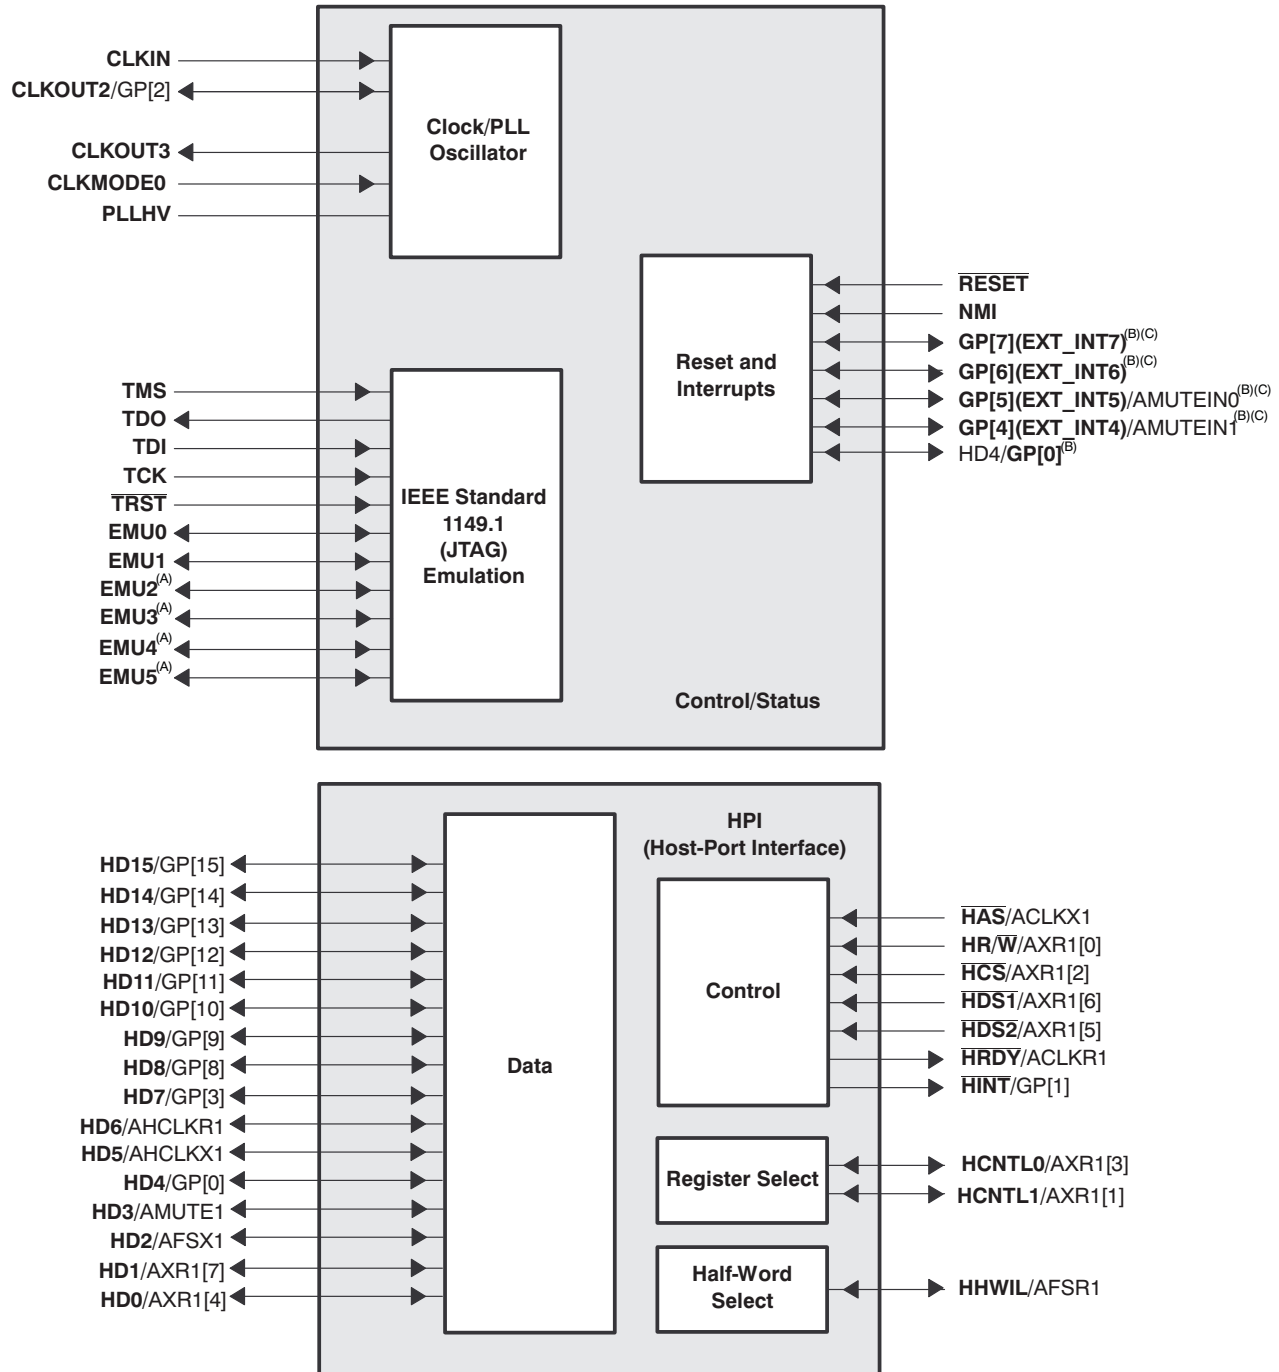 CLKIN
CLKOUT2/GP[2]
CLKOUT3
CLKMODE0
PLLHV
Clock/PLL
Oscillator
TMS
TDO
TDI
TCK
TRST
EMU0
EMU1
EMU2(A)
EMU3(A)
EMU4(A)
EMU5(A)
IEEE Standard
1149.1
(JTAG)
Emulation
Reset and
Interrupts
RESET
NMI
GP[7](EXT_INT7)(B)(C)
GP[6](EXT_INT6)(B)(C)
GP[5](EXT_INT5)/AMUTEIN0(B)(C)
GP[4](EXT_INT4)/AMUTEIN1(B)(C)
HD4/GP[0](B)
Control/Status
HD15/GP[15]
HD14/GP[14]
HD13/GP[13]
HD12/GP[12]
HD11/GP[11]
HD10/GP[10]
HD9/GP[9]
HD8/GP[8]
HD7/GP[3]
HD6/AHCLKR1
HD5/AHCLKX1
HD4/GP[0]
HD3/AMUTE1
HD2/AFSX1
HD1/AXR1[7]
HD0/AXR1[4]
Data
HPI
(Host-Port Interface)
Control
HAS/ACLKX1
HR/W/AXR1[0]
HCS/AXR1[2]
HDS1/AXR1[6]
HDS2/AXR1[5]
HRDY/ACLKR1
HINT/GP[1]
Register Select
HCNTL0/AXR1[3]
HCNTL1/AXR1[1]
Half-Word
Select
HHWIL/AFSR1